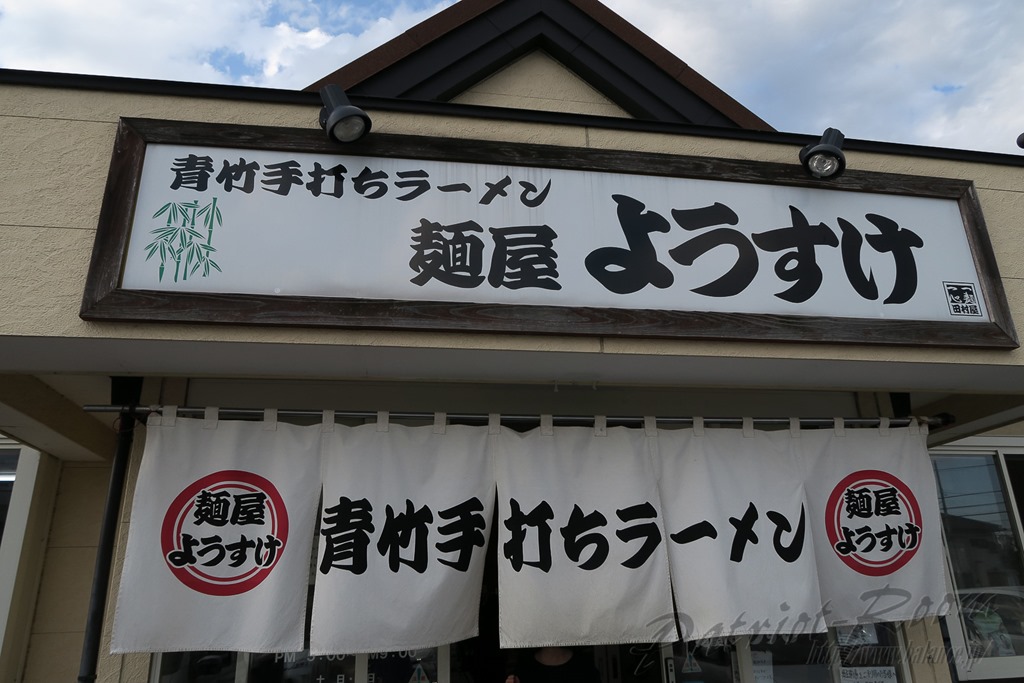 青竹手打ちラーメン
麺屋 ようすけ
田村屋
麺屋
ようすけ
青竹手打ちラーメン
麺屋
ようすけ
Patriot-Room